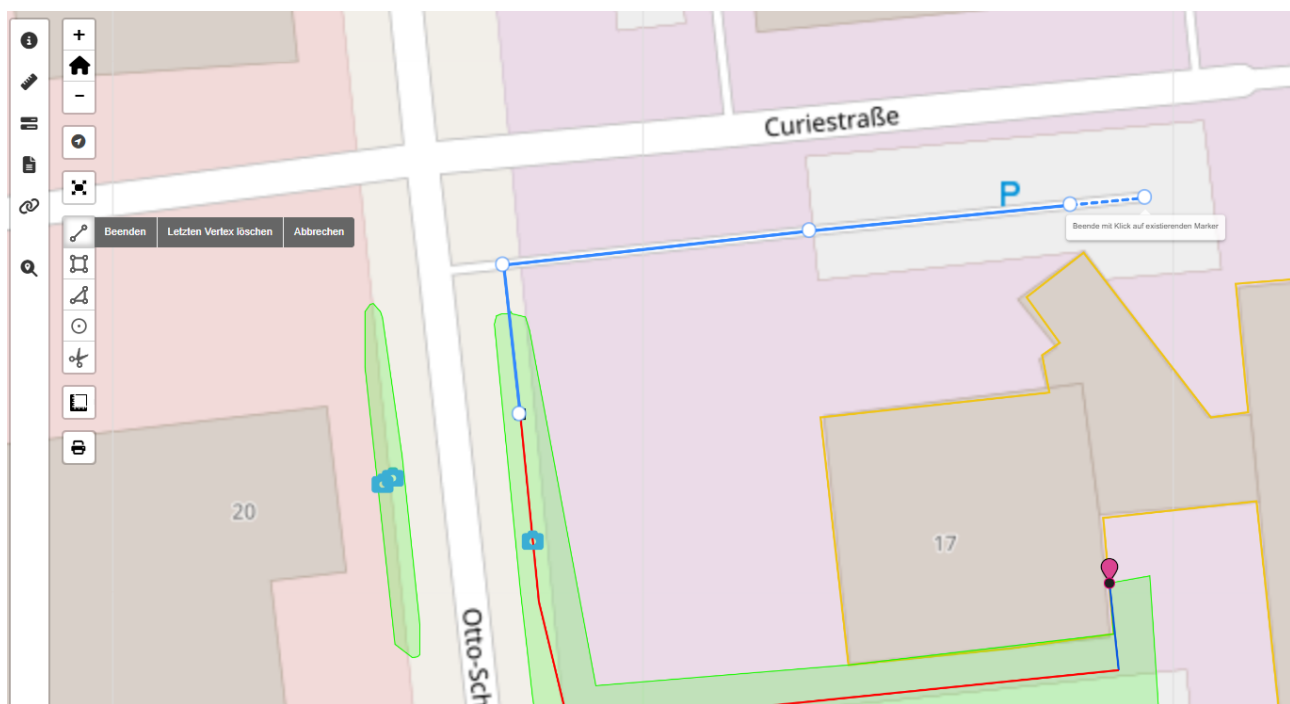 +
−
Curiestraße
P
Beenden Letzten Vertex löschen Abbrechen
Beende mit Klick auf existierenden Marker
20
17
Otto-Sch